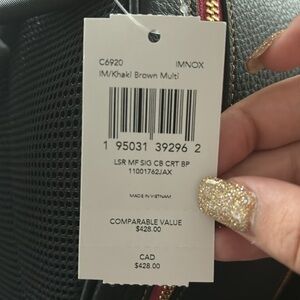 C6920 IMNOX
IM/Khaki Brown Multi
1 95031 39296 2
LSR MF SIG CB CRT BP
11001762JAX
MADE IN VIETNAM
COMPARABLE VALUE
$428.00
CAD
$428.00